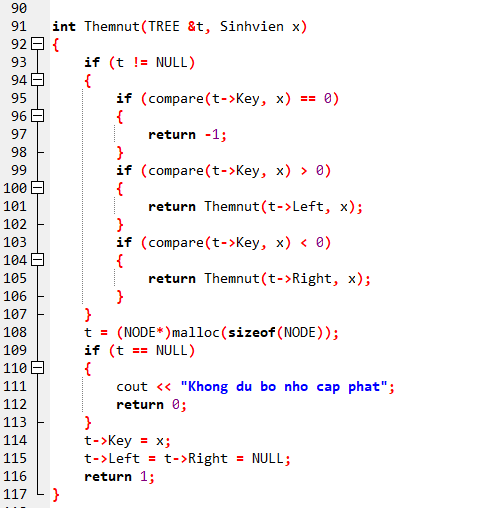 90
91 int Themnut(TREE &t, Sinhvien x)
92 {
93     if (t != NULL)
94     {
95         if (compare(t->Key, x) == 0)
96         {
97             return -1;
98         }
99         if (compare(t->Key, x) > 0)
100         {
101             return Themnut(t->Left, x);
102         }
103         if (compare(t->Key, x) < 0)
104         {
105             return Themnut(t->Right, x);
106         }
107     }
108     t = (NODE*)malloc(sizeof(NODE));
109     if (t == NULL)
110     {
111         cout << "Khong du bo nho cap phat";
112         return 0;
113     }
114     t->Key = x;
115     t->Left = t->Right = NULL;
116     return 1;
117 }